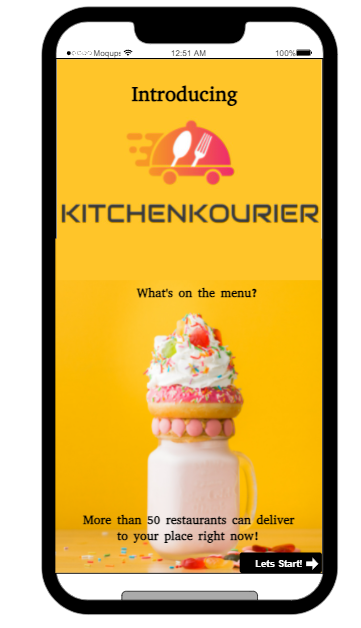 Moqups 12:51 AM 100%
Introducing
KITCHENKOURIER
What's on the menu?
More than 50 restaurants can deliver
to your place right now!
Lets Start!